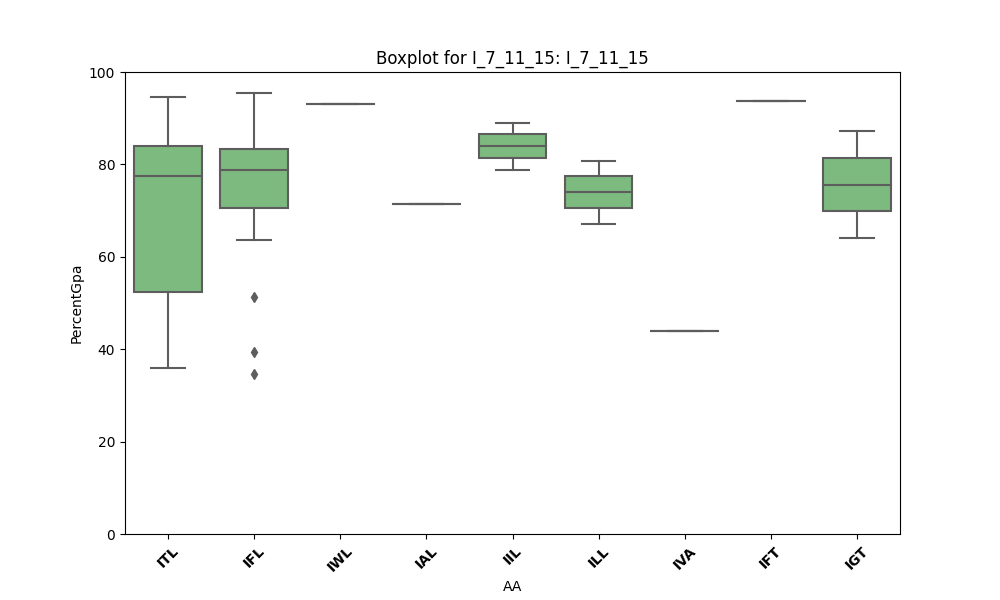 Boxplot for I_7_11_15: I_7_11_15
100
80
60
40
20
0
PercentGpa
ITL
IFL
IWL
IAL
IIL
ILL
IVA
IFT
IGT
AA